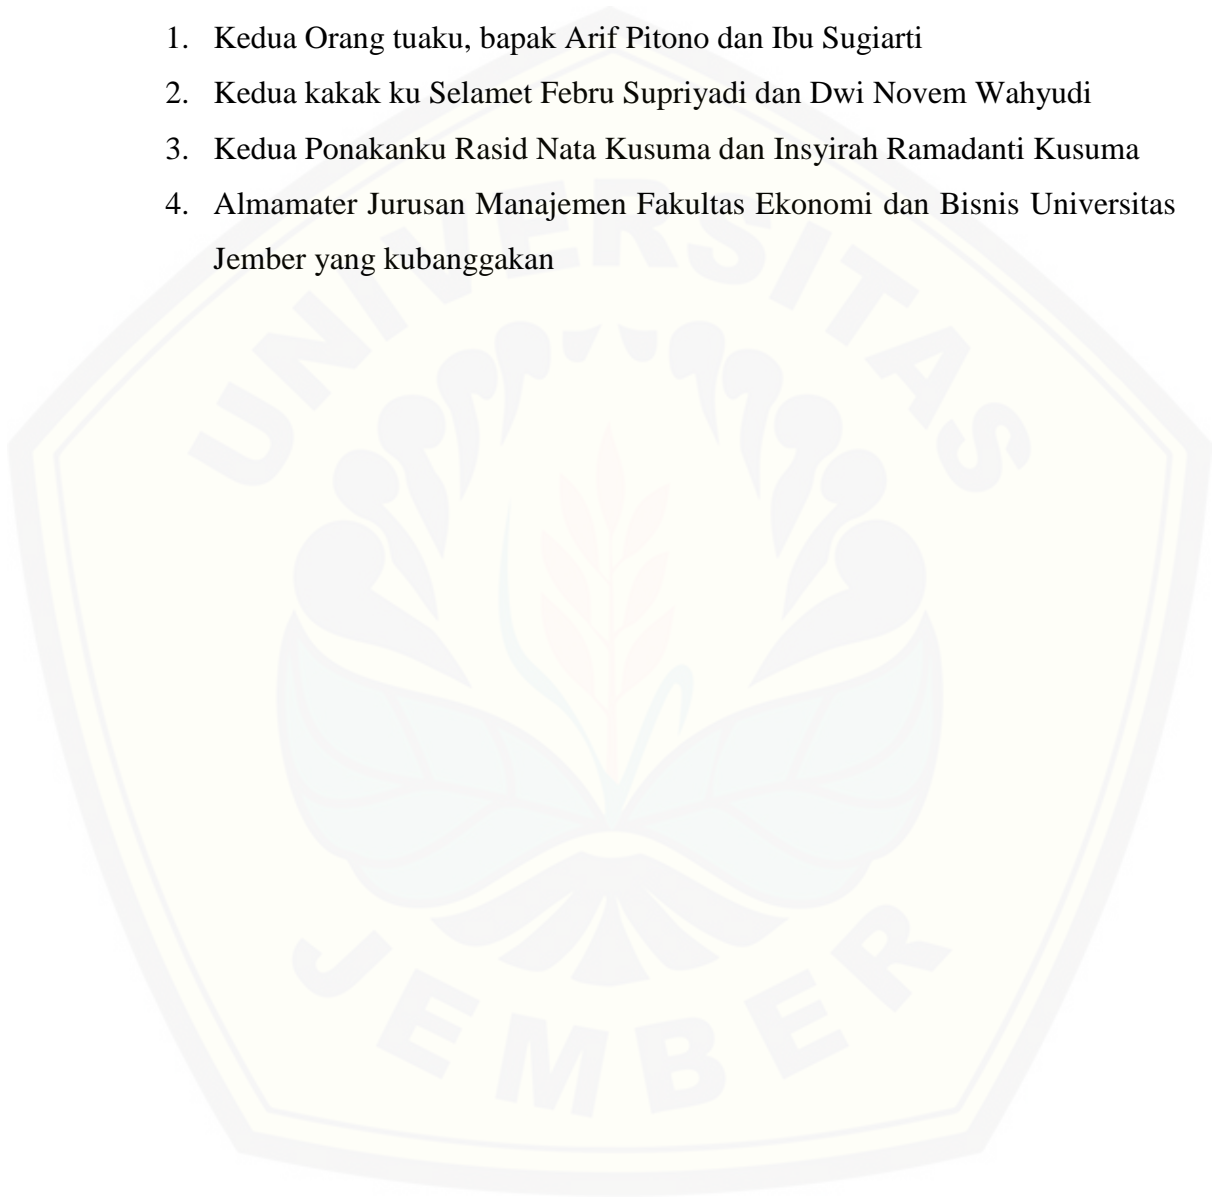 1. Kedua Orang tuaku, bapak Arif Pitono dan Ibu Sugiarti
2. Kedua kakak ku Selamet Febru Supriyadi dan Dwi Novem Wahyudi
3. Kedua Ponakanku Rasid Nata Kusuma dan Insyirah Ramadanti Kusuma
4. Almamater Jurusan Manajemen Fakultas Ekonomi dan Bisnis Universitas
Jember yang kubanggakan
UNIVERSITAS
JEMBER